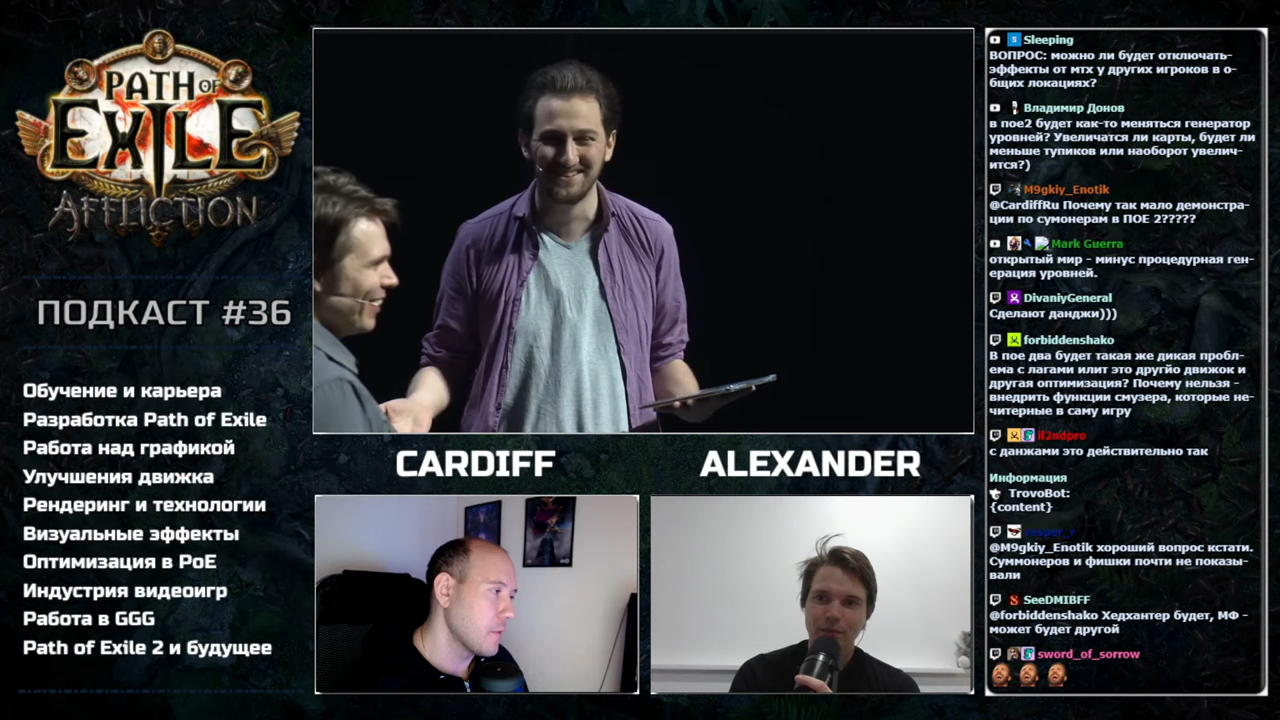 PATH OF
EXILE
AFFLICTION
ПОДКАСТ #36
Обучение и карьера
Разработка Path of Exile
Работа над графикой
Улучшения движка
Рендеринг и технологии
Визуальные эффекты
Оптимизация в PoE
Индустрия видеоигр
Работа в GGG
Path of Exile 2 и будущее
CARDIFF
ALEXANDER
Sleeping
ВОПРОС: можно ли будет отключать-
эффекты от мтх у других игроков в о-
бщих локациях?
Владимир Донов
в пое2 будет как-то меняться генератор
уровней? Увеличатся ли карты, будет ли
меньше тупиков или наоборот увелич-
ится?)
M9gkiy_Enotik
@CardiffRu Почему так мало демонстра-
ции по сумонерам в ПОЕ 2?????
Mark Guerra
открытый мир - минус процедурная ген-
ерация уровней.
DivaniyGeneral
Сделают данджи)))
forbiddenshako
В пое два будет такая же дикая пробл-
ема с лагами илит это другйо движок и
другая оптимизация? Почему нельзя -
внедрить функции смузера, которые не-
читерные в саму игру
il2ndpro
с данжами это действительно так
Информация
TrovoBot:
{content}
@M9gkiy_Enotik хороший вопрос кстати.
Суммонеров и фишки почти не показы-
вали
SeeDMIBFF
@forbiddenshako Хедхантер будет, МФ -
может будет другой
sword_of_sorrow